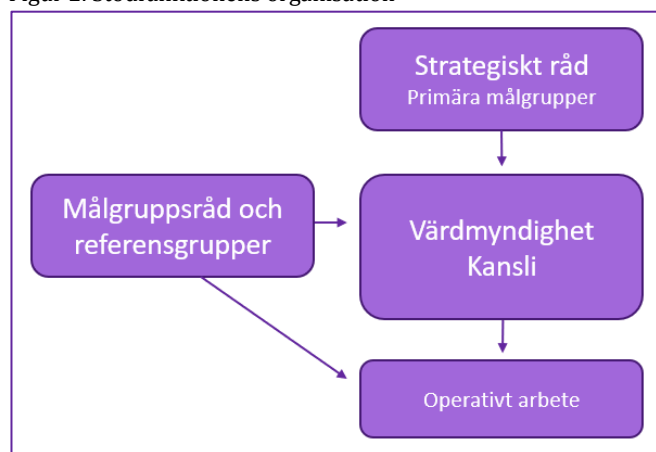 Strategiskt råd
Primära målgrupper
Målgruppsråd och
referensgrupper
Värdmyndighet
Kansli
Operativt arbete